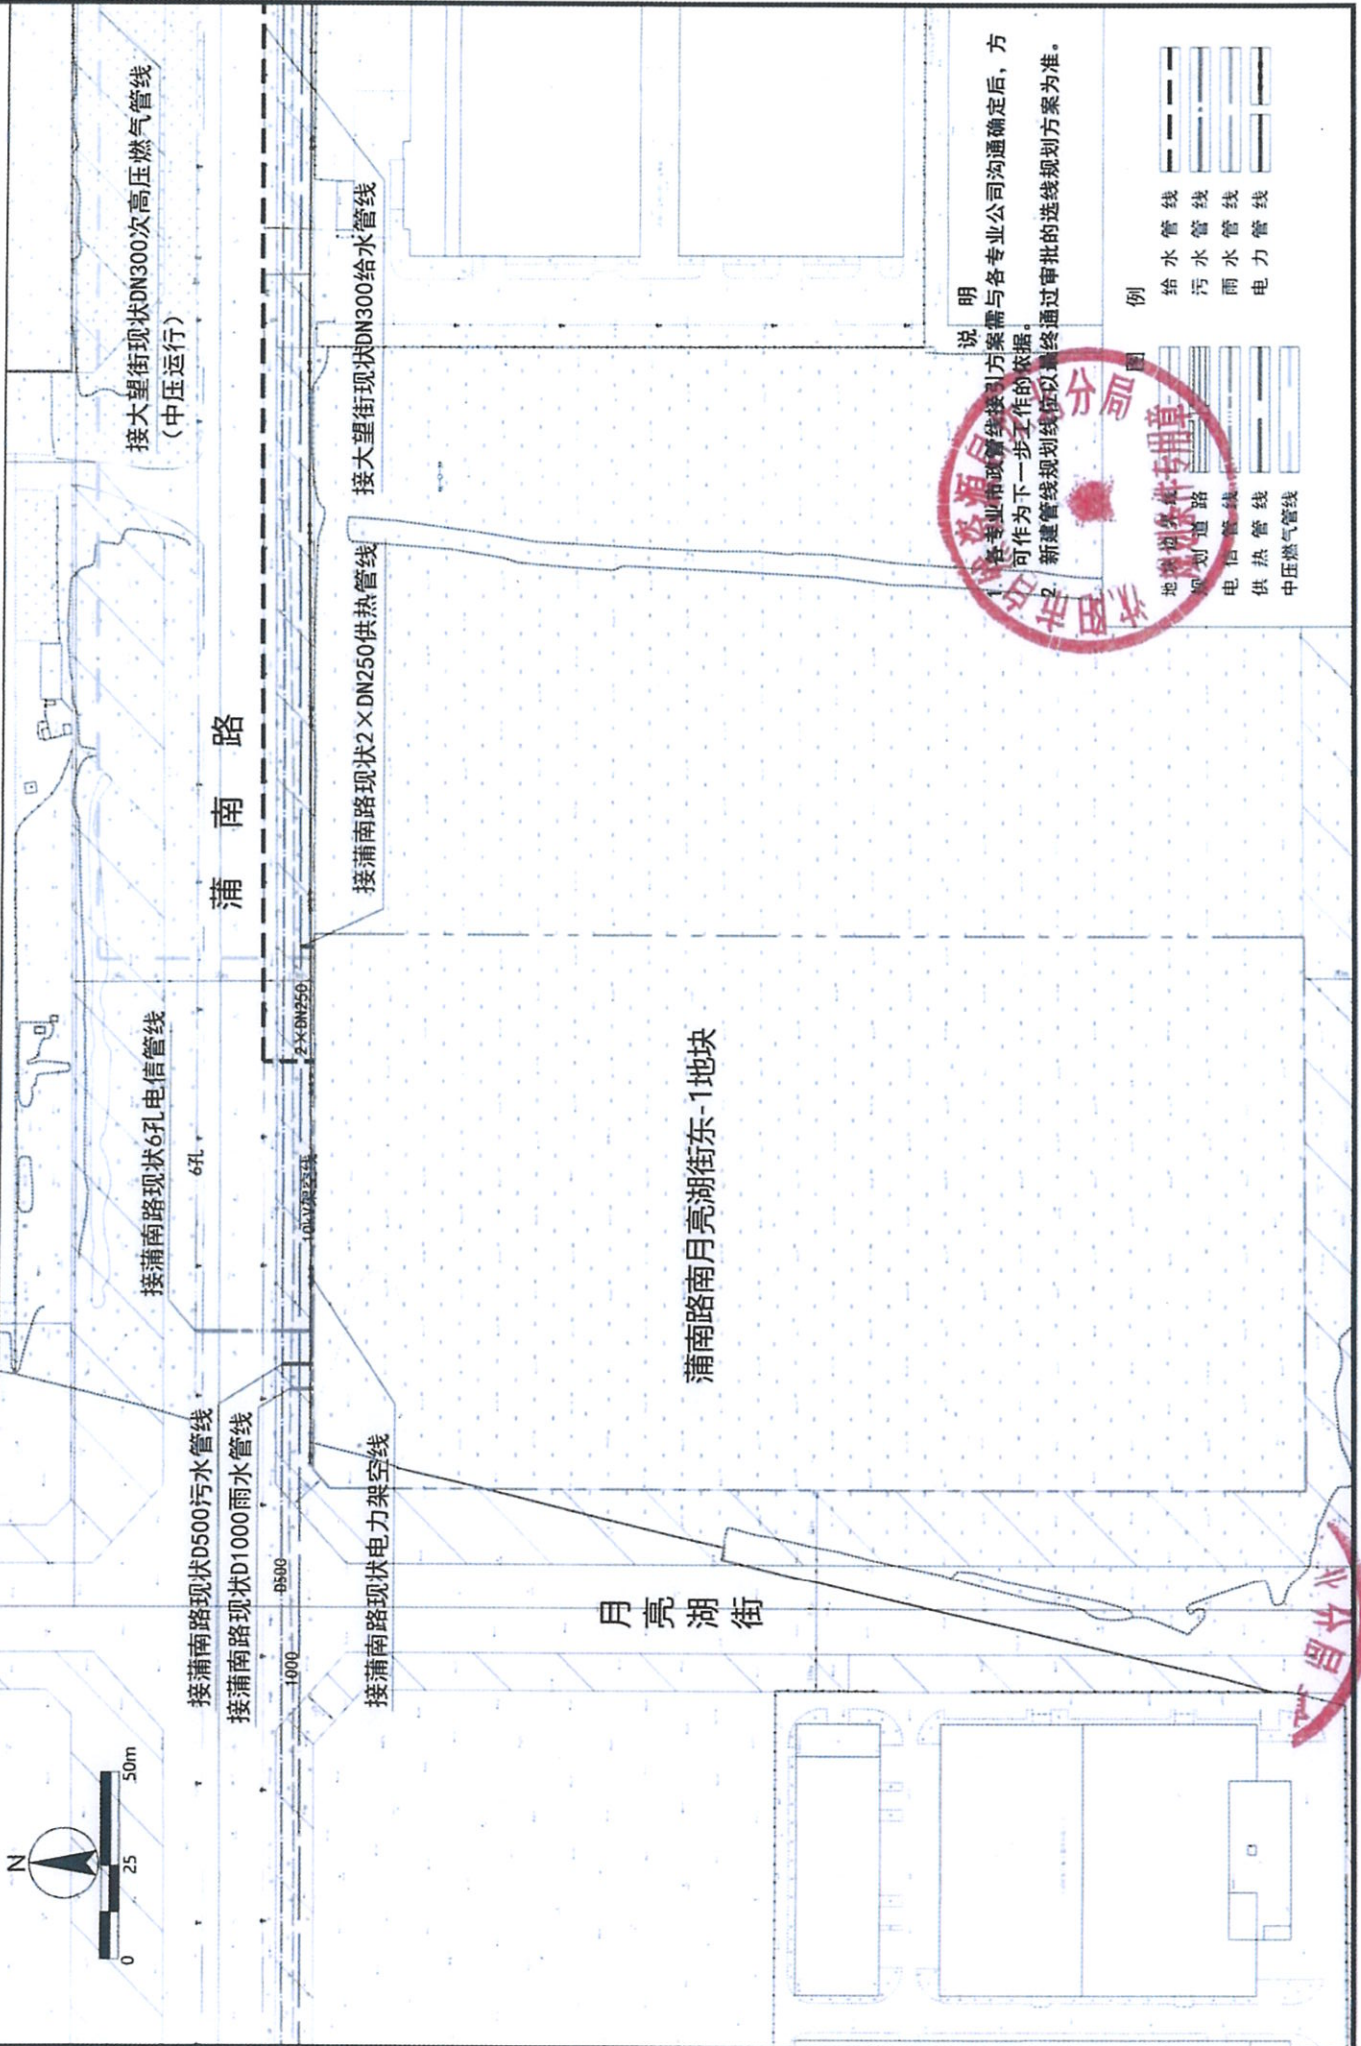 N
0 25 50m
接大望街现状DN300次高压燃气管线
（中压运行）
接蒲南路现状6孔电信管线
6孔
蒲南路
接蒲南路现状D500污水管线
接蒲南路现状D1000雨水管线
D500
1000
接蒲南路现状电力架空线
10kV架空线
2×DN250
接蒲南路现状2×DN250供热管线
接大望街现状DN300给水管线
月亮湖街
蒲南路南月亮湖街东-1地块
说明
1. 各专业市政管线接引方案需与各专业公司沟通确定后，方
可作为下一步工作的依据。
2. 新建管线规划线位以最终通过审批的选线规划方案为准。
图例
给水管线
污水管线
雨水管线
电力管线
规划道路
电信管线
供热管线
中压燃气管线
分局
规划条件专用章
分局